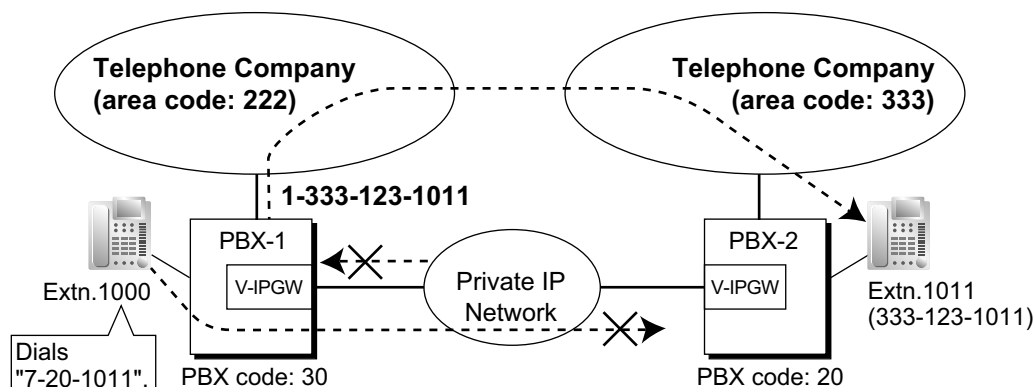 Telephone Company
(area code: 222)
Telephone Company
(area code: 333)
1-333-123-1011
PBX-1
PBX-2
V-IPGW
Private IP
Network
V-IPGW
Extn.1000
Extn.1011
(333-123-1011)
Dials
"7-20-1011".
PBX code: 30
PBX code: 20